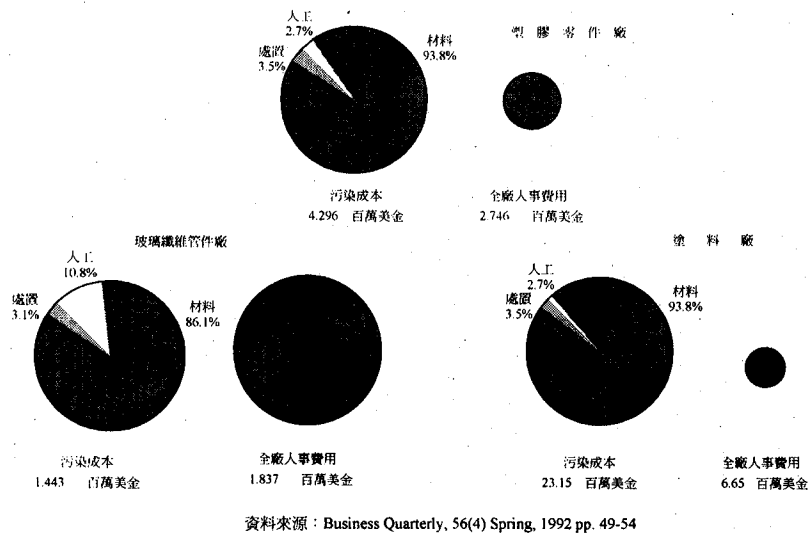 塑膠零件廠
人工
2.7%
處置
3.5%
材料
93.8%
污染成本
4.296 百萬美金
全廠人事費用
2.746 百萬美金
玻璃纖維管件廠
人工
10.8%
處置
3.1%
材料
86.1%
污染成本
1.443 百萬美金
全廠人事費用
1.837 百萬美金
塗料廠
人工
2.7%
處置
3.5%
材料
93.8%
污染成本
23.15 百萬美金
全廠人事費用
6.65 百萬美金
資料來源：Business Quarterly, 56(4) Spring, 1992 pp. 49-54